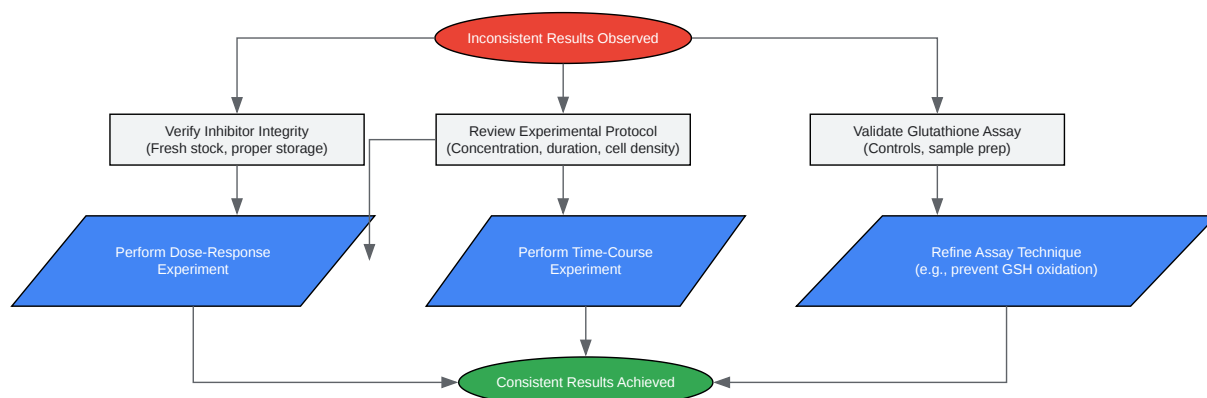 Inconsistent Results Observed
Verify Inhibitor Integrity
(Fresh stock, proper storage)
Review Experimental Protocol
(Concentration, duration, cell density)
Validate Glutathione Assay
(Controls, sample prep)
Perform Dose-Response
Experiment
Perform Time-Course
Experiment
Refine Assay Technique
(e.g., prevent GSH oxidation)
Consistent Results Achieved